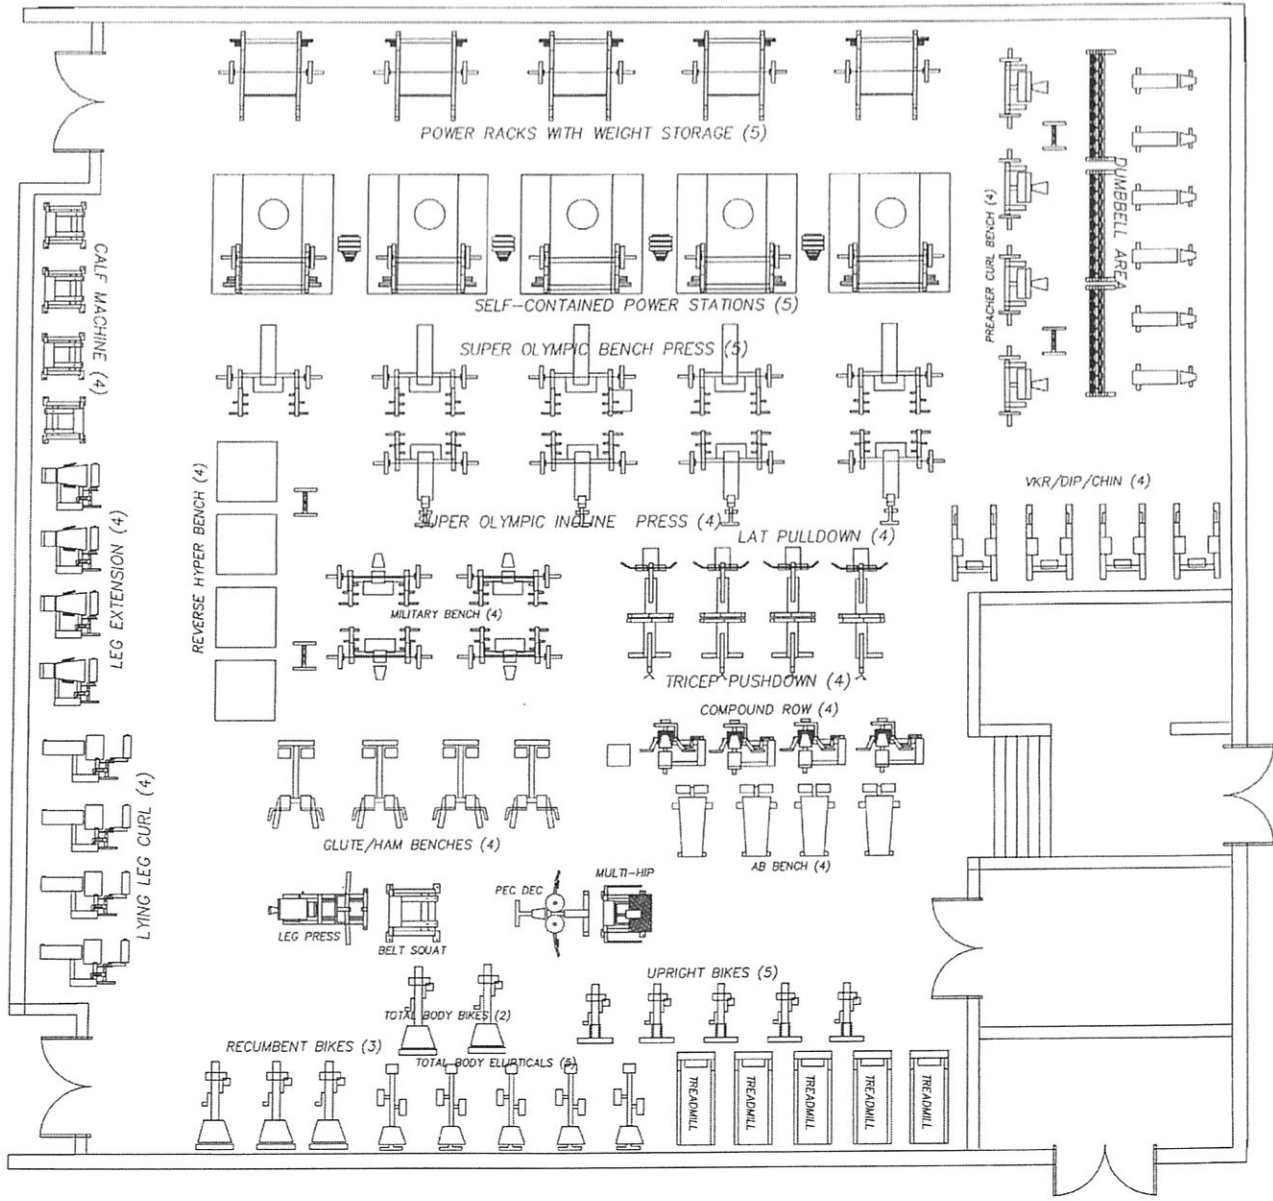 POWER RACKS WITH WEIGHT STORAGE (5)
DUMBBELL AREA
PREACHER CURL BENCH (4)
CALF MACHINE (4)
SELF-CONTAINED POWER STATIONS (5)
SUPER OLYMPIC BENCH PRESS (5)
REVERSE HYPER BENCH (4)
LEG EXTENSION (4)
VKR/DIP/CHIN (4)
SUPER OLYMPIC INCLINE PRESS (4)
LAT PULLDOWN (4)
MILITARY BENCH (4)
TRICEP PUSHDOWN (4)
COMPOUND ROW (4)
LYING LEG CURL (4)
GLUTE/HAM BENCHES (4)
AB BENCH (4)
MULTI-HIP
PEC DEC
LEG PRESS
BELT SQUAT
UPRIGHT BIKES (5)
TOTAL BODY BIKES (2)
RECUMBENT BIKES (3)
TOTAL BODY ELLIPTICALS (5)
TREADMILL
TREADMILL
TREADMILL
TREADMILL
TREADMILL